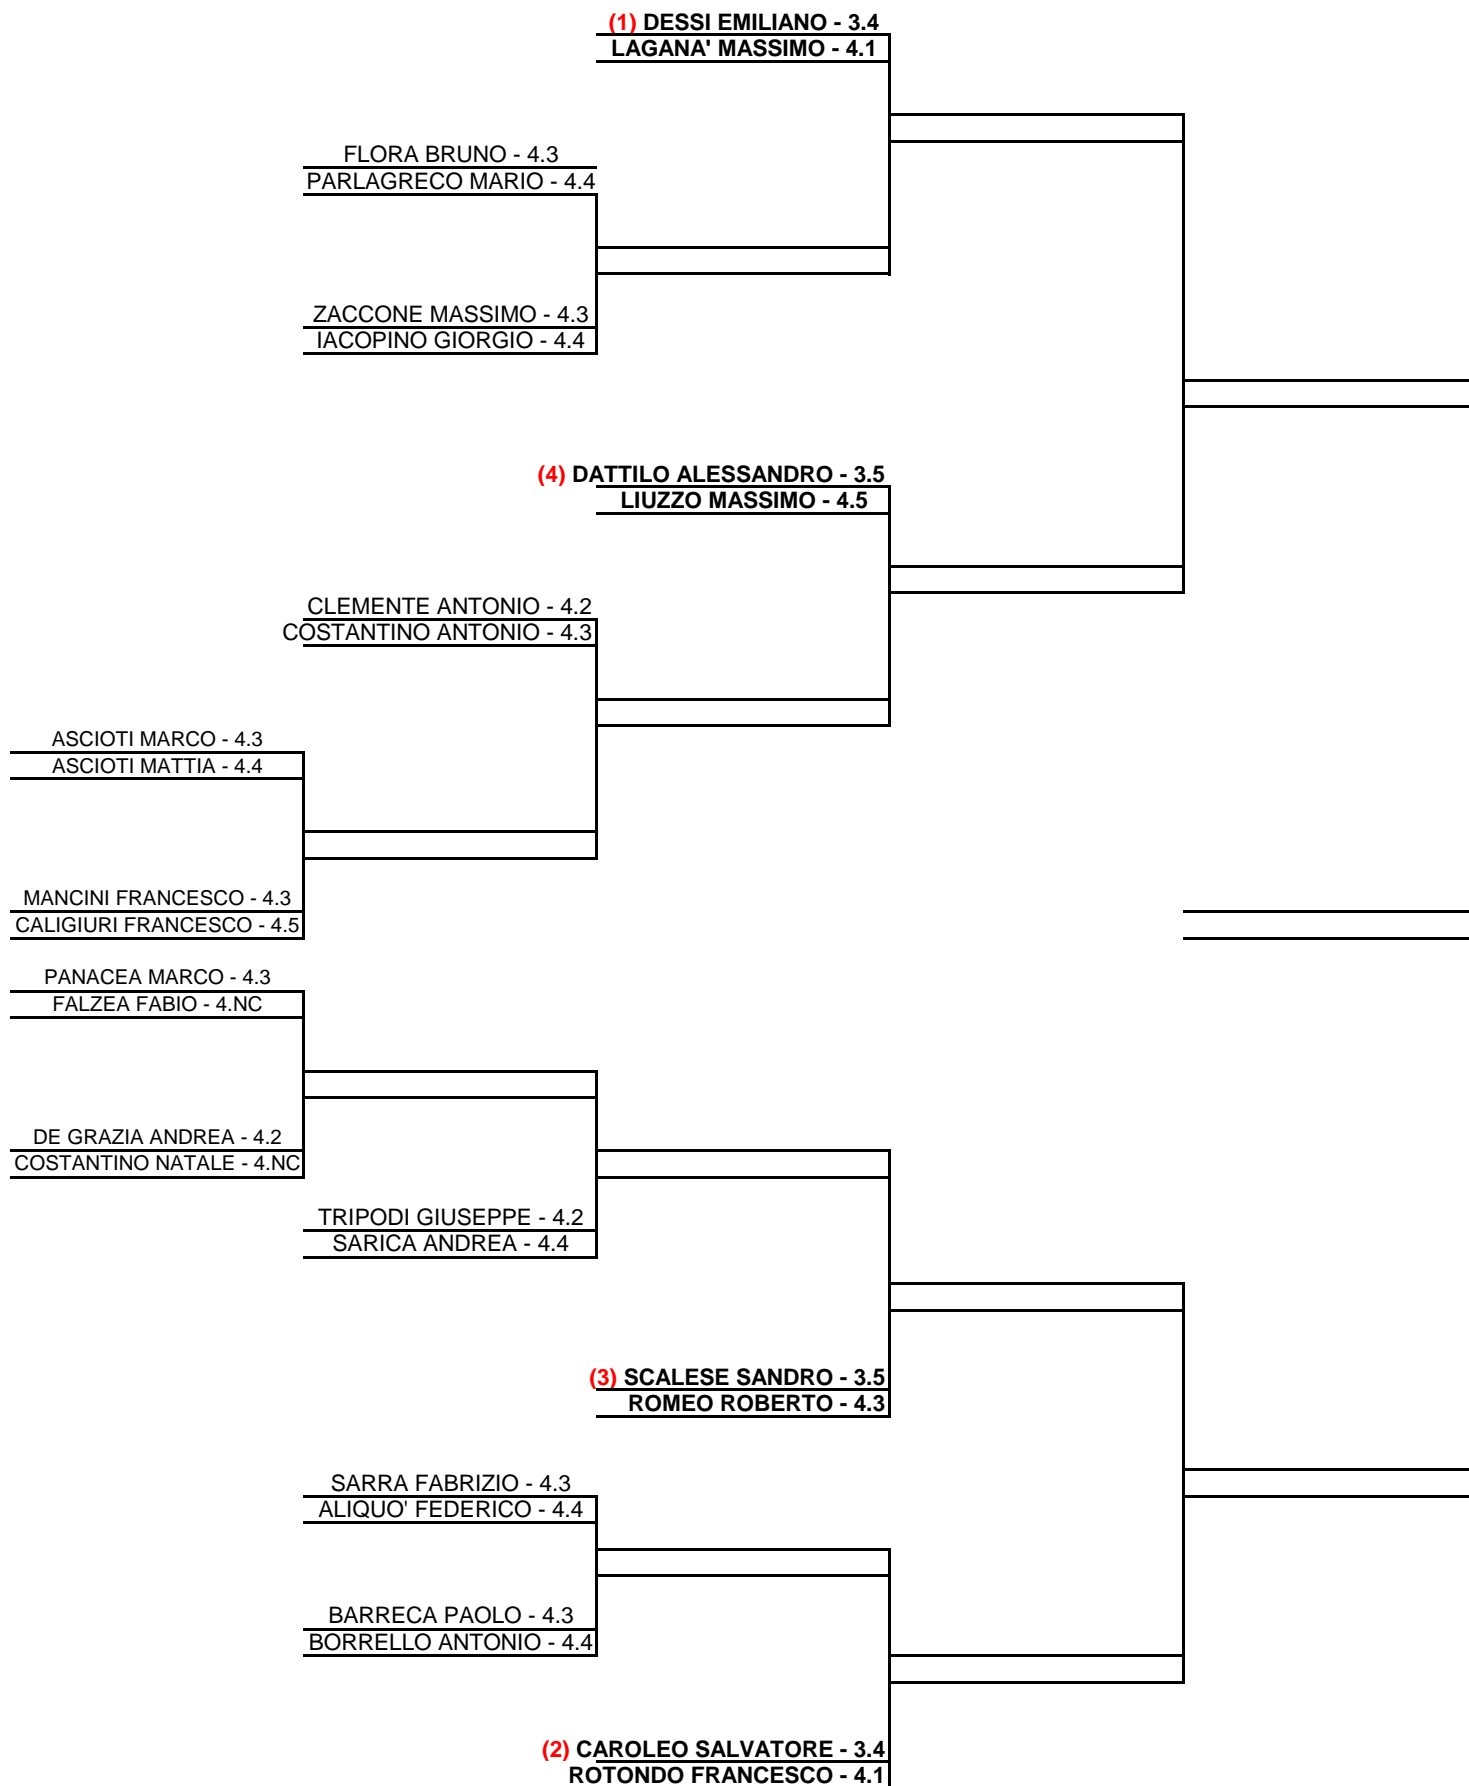 (1) DESSI EMILIANO - 3.4
LAGANA' MASSIMO - 4.1
FLORA BRUNO - 4.3
PARLAGRECO MARIO - 4.4
ZACCONE MASSIMO - 4.3
IACOPINO GIORGIO - 4.4
(4) DATTILO ALESSANDRO - 3.5
LIUZZO MASSIMO - 4.5
CLEMENTE ANTONIO - 4.2
COSTANTINO ANTONIO - 4.3
ASCIOTI MARCO - 4.3
ASCIOTI MATTIA - 4.4
MANCINI FRANCESCO - 4.3
CALIGIURI FRANCESCO - 4.5
PANACEA MARCO - 4.3
FALZEA FABIO - 4.NC
DE GRAZIA ANDREA - 4.2
COSTANTINO NATALE - 4.NC
TRIPODI GIUSEPPE - 4.2
SARICA ANDREA - 4.4
(3) SCALESE SANDRO - 3.5
ROMEO ROBERTO - 4.3
SARRA FABRIZIO - 4.3
ALIQUO' FEDERICO - 4.4
BARRECA PAOLO - 4.3
BORRELLO ANTONIO - 4.4
(2) CAROLEO SALVATORE - 3.4
ROTONDO FRANCESCO - 4.1